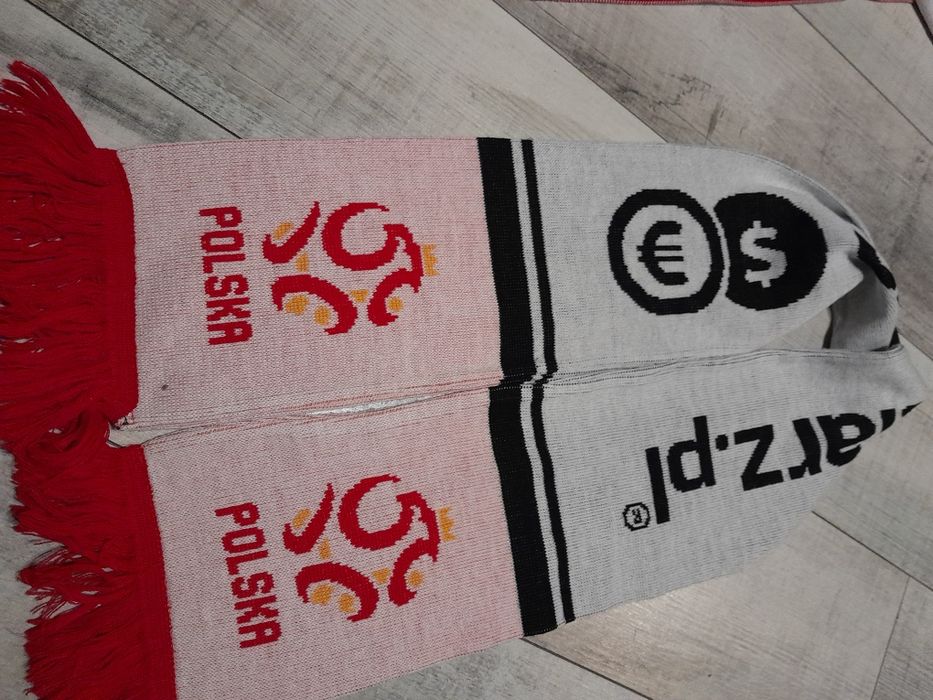 POLSKA
€ $
POLSKA
arz.pl®